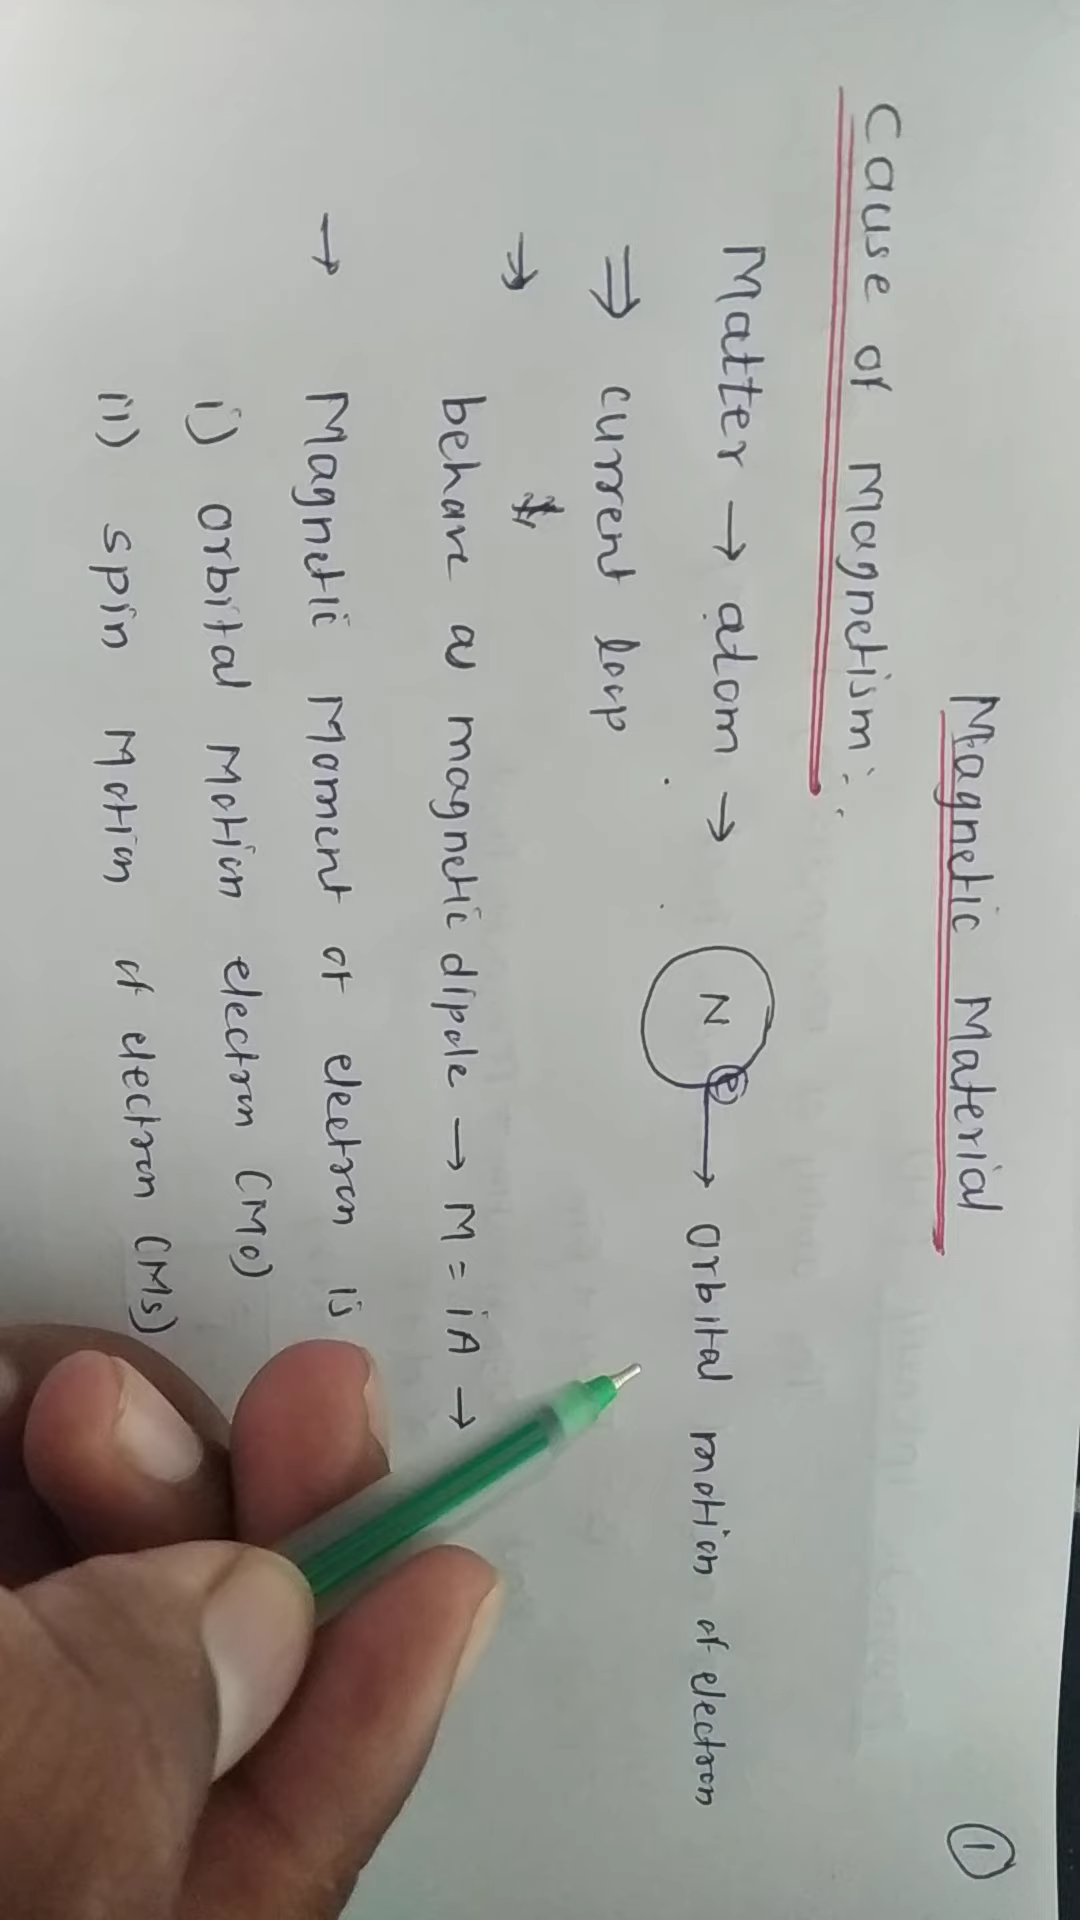 Magnetic Material
①
Cause of Magnetism :
Matter → atom → N e → orbital motion of electron
⇒ current loop
→
behave as magnetic dipole → M = iA →
→ Magnetic Moment of electron is
i) orbital Motion electron (Mo)
ii) spin Motion of electron (Ms)